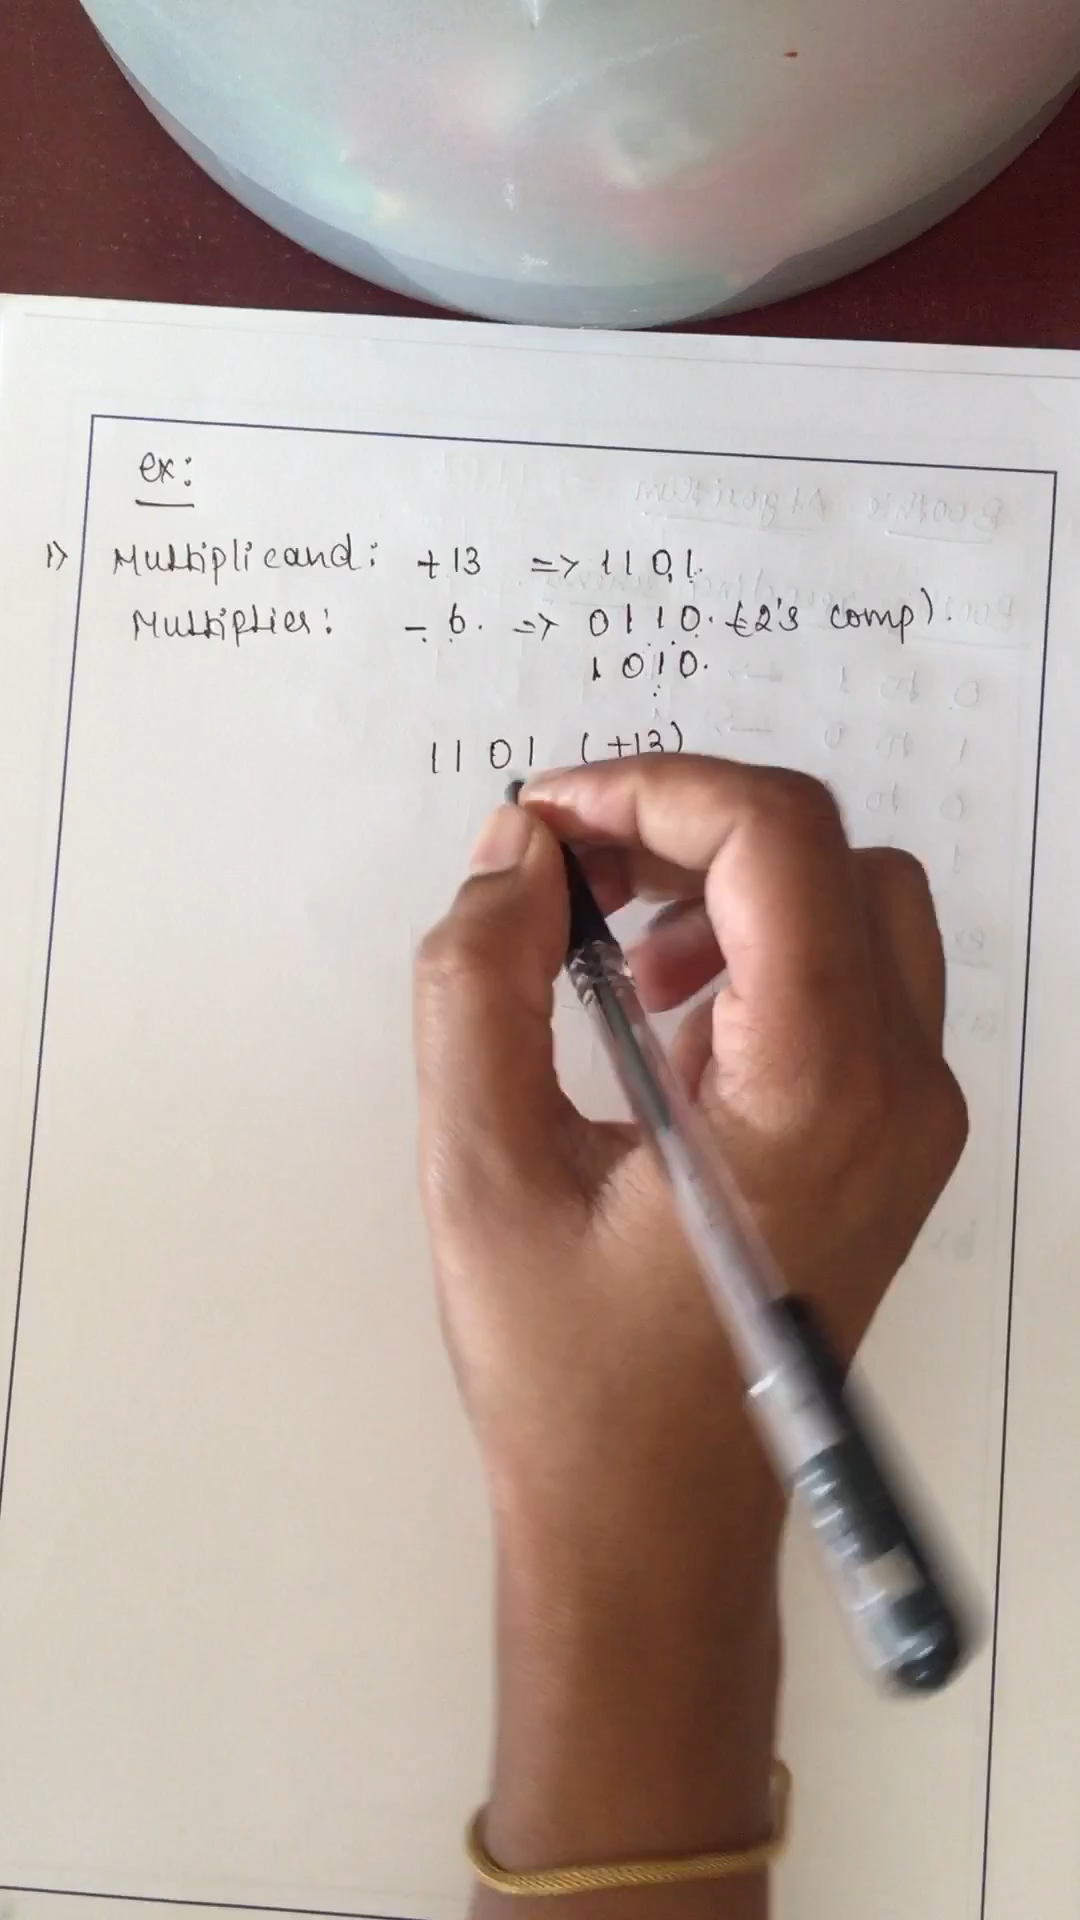 ex:
1) Multiplicand: +13 => 1101.
Multiplier: - 6. => 0110. (2's comp).
1010.
1101 (+13)